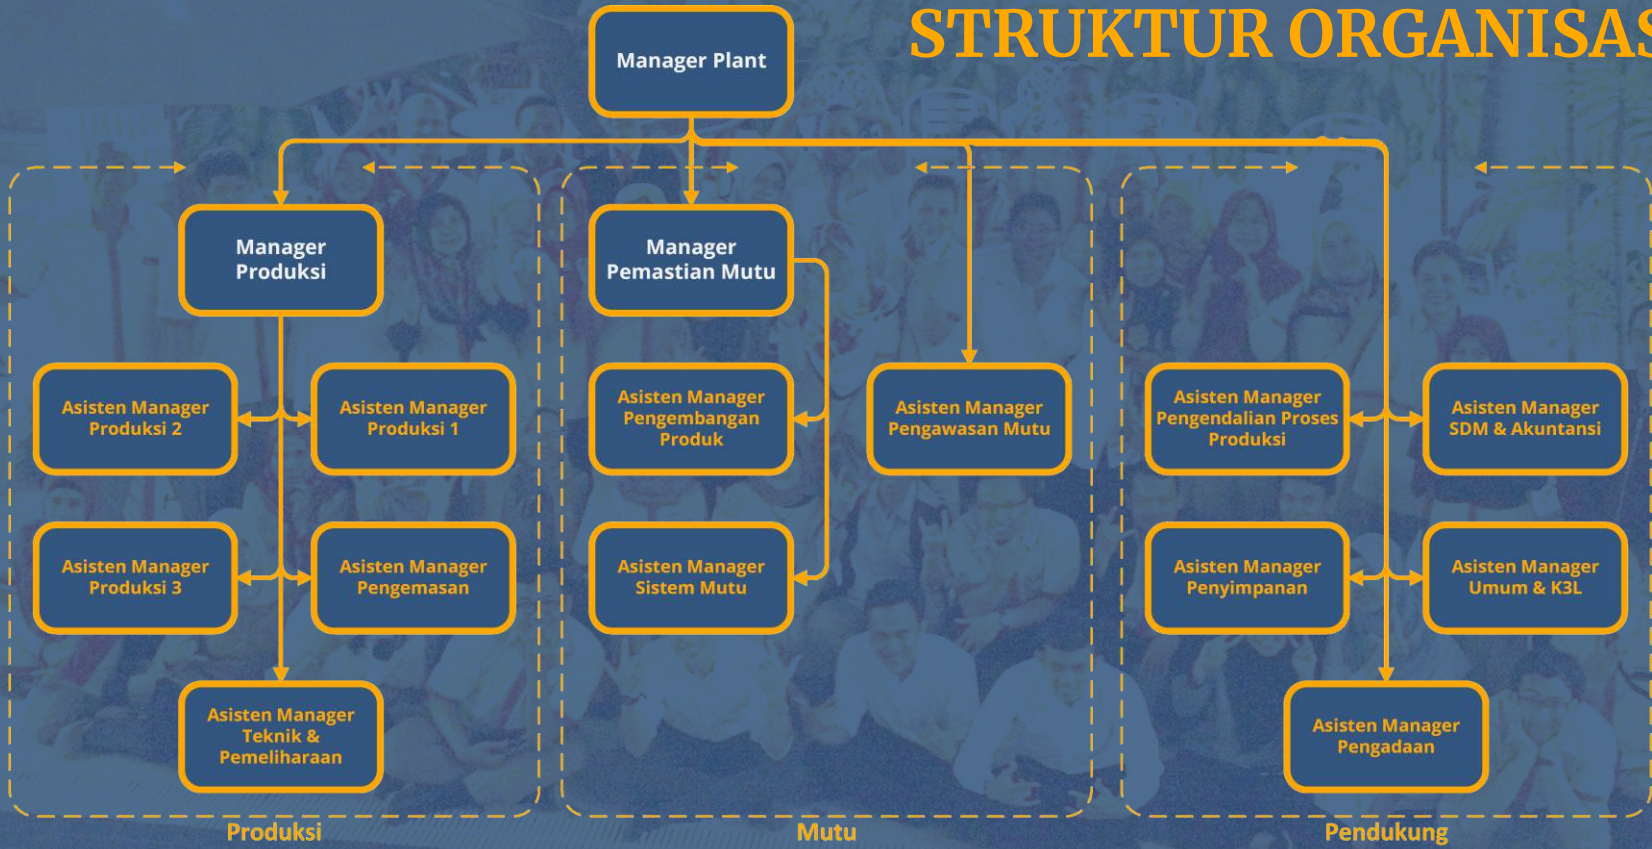 STRUKTUR ORGANISAS
Manager Plant
Manager
Produksi
Manager
Pemastian Mutu
Asisten Manager
Produksi 2
Asisten Manager
Produksi 1
Asisten Manager
Pengembangan
Produk
Asisten Manager
Pengawasan Mutu
Asisten Manager
Pengendalian Proses
Produksi
Asisten Manager
SDM & Akuntansi
Asisten Manager
Produksi 3
Asisten Manager
Pengemasan
Asisten Manager
Sistem Mutu
Asisten Manager
Penyimpanan
Asisten Manager
Umum & K3L
Asisten Manager
Teknik &
Pemeliharaan
Asisten Manager
Pengadaan
Produksi
Mutu
Pendukung